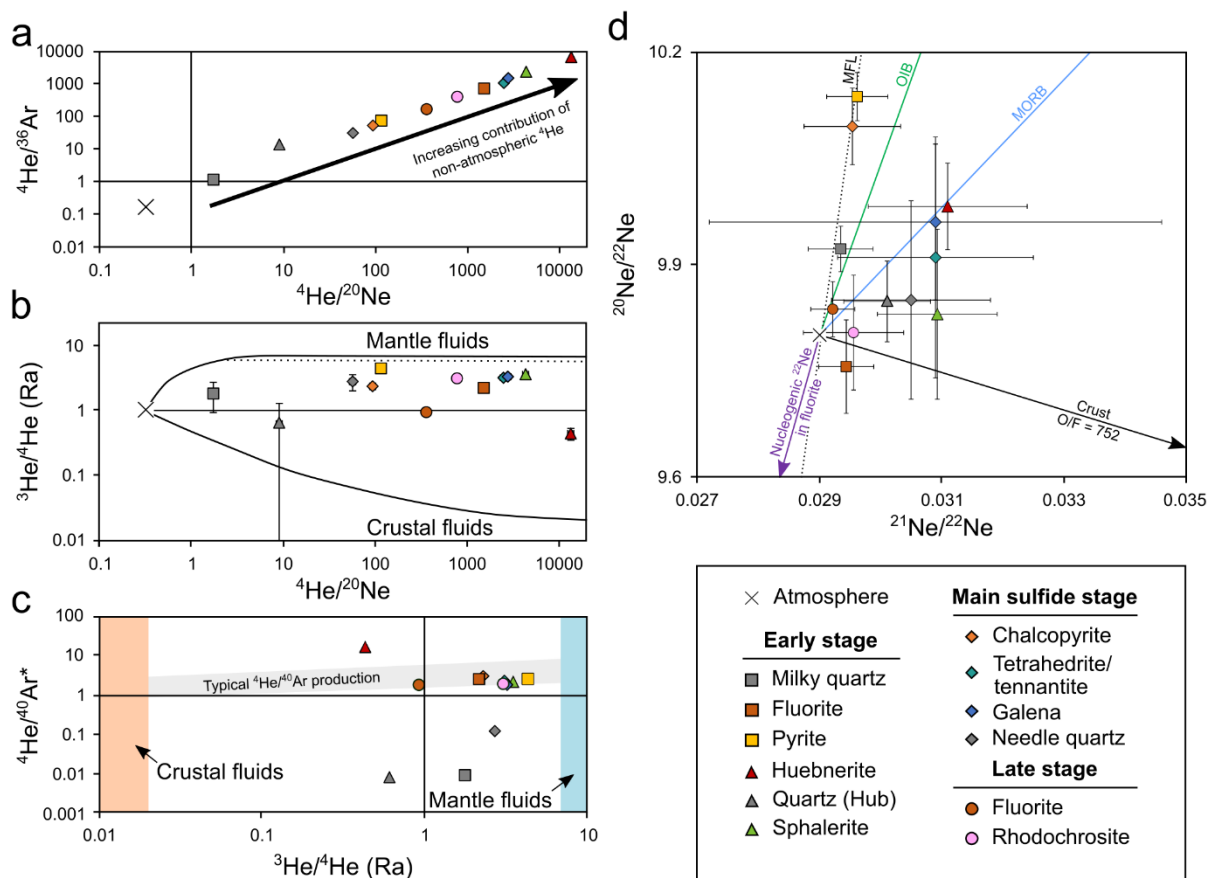 a
10000
1000
100
10
1
0.1
0.01
⁴He/³⁶Ar
Increasing contribution of
non-atmospheric ⁴He
0.1
1
10
100
1000
10000
⁴He/²⁰Ne
b
100
10
1
0.1
0.01
³He/⁴He (Ra)
Mantle fluids
Crustal fluids
0.1
1
10
100
1000
10000
⁴He/²⁰Ne
c
100
10
1
0.1
0.01
0.001
⁴He/⁴⁰Ar*
Typical ⁴He/⁴⁰Ar production
Crustal fluids
Mantle fluids
0.01
0.1
1
10
³He/⁴He (Ra)
d
10.2
9.9
9.6
²⁰Ne/²²Ne
MFL
OIB
MORB
Nucleogenic ²²Ne
in fluorite
Crust
O/F = 752
0.027
0.029
0.031
0.033
0.035
²¹Ne/²²Ne
Atmosphere
Early stage
Milky quartz
Fluorite
Pyrite
Huebnerite
Quartz (Hub)
Sphalerite
Main sulfide stage
Chalcopyrite
Tetrahedrite/
tennantite
Galena
Needle quartz
Late stage
Fluorite
Rhodochrosite